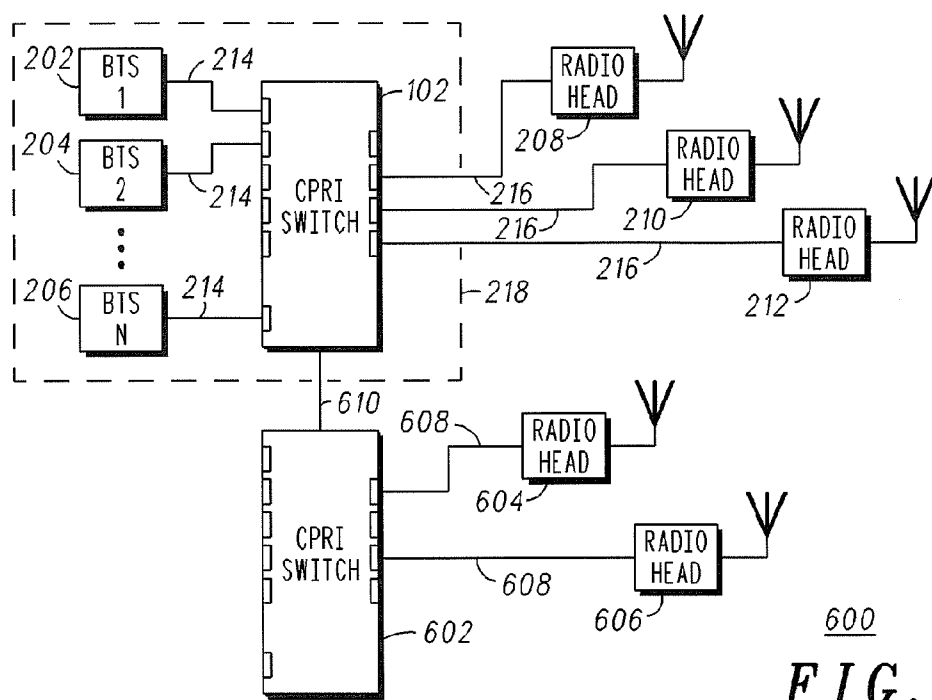 202
BTS
1
214
102
RADIO
HEAD
208
204
BTS
2
214
CPRI
SWITCH
216
RADIO
HEAD
210
216
RADIO
HEAD
212
216
206
BTS
N
214
218
610
608
RADIO
HEAD
604
CPRI
SWITCH
608
RADIO
HEAD
606
602
600
FIG.